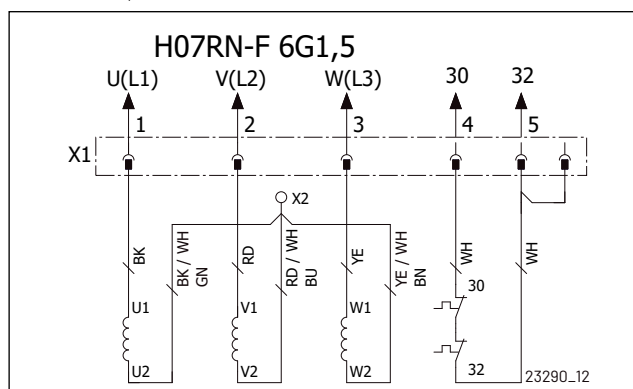 H07RN-F 6G1,5
U(L1) V(L2) W(L3) 30 32
1 2 3 4 5
X1
X2
BK BK / WH GN RD RD / WH BU YE YE / WH BN WH WH
30
U1 V1 W1
U2 V2 W2 32
23290_12